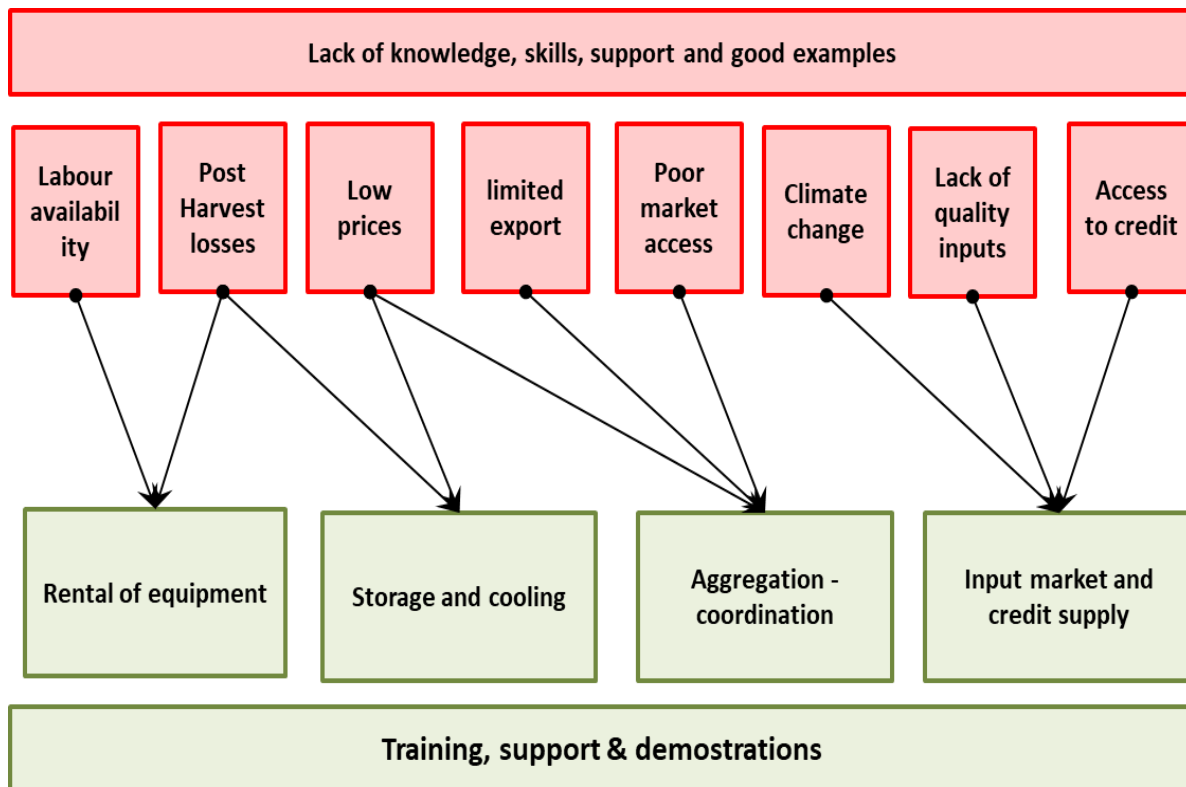 Lack of knowledge, skills, support and good examples
Labour
availabil
ity
Post
Harvest
losses
Low
prices
limited
export
Poor
market
access
Climate
change
Lack of
quality
inputs
Access
to credit
Rental of equipment
Storage and cooling
Aggregation -
coordination
Input market and
credit supply
Training, support & demostrations